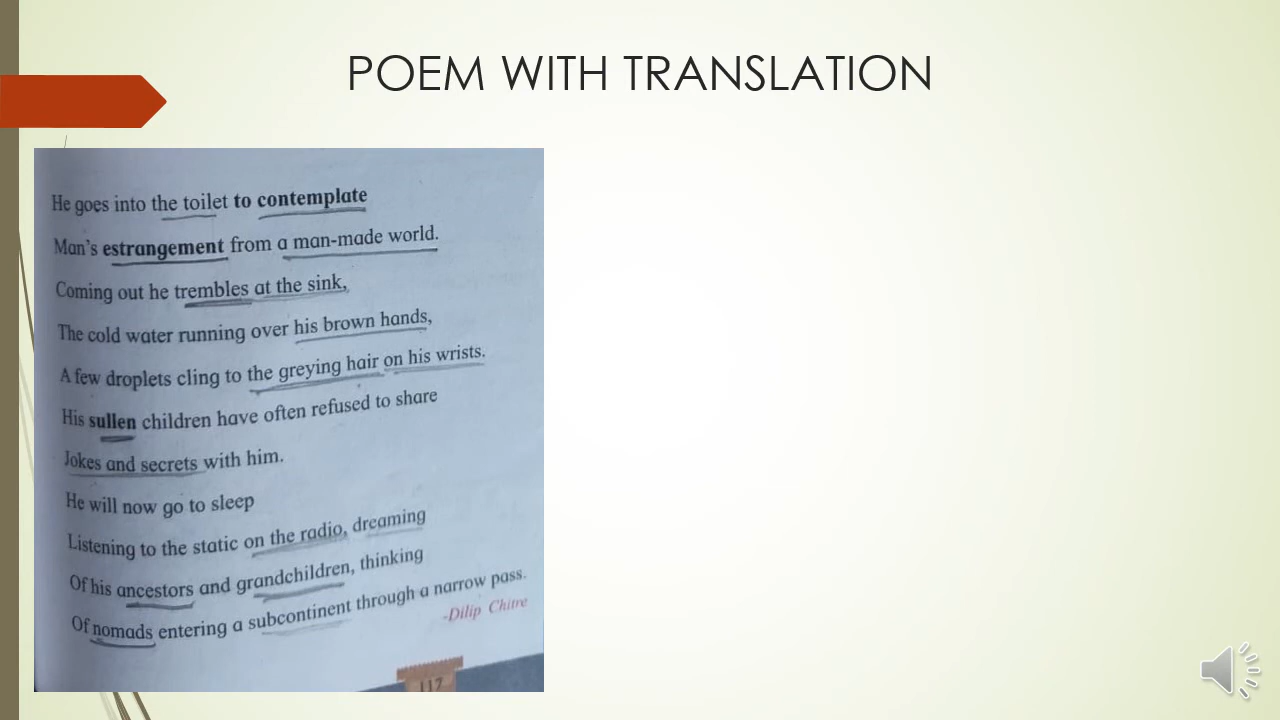 POEM WITH TRANSLATION
He goes into the toilet to contemplate
Man's estrangement from a man-made world.
Coming out he trembles at the sink,
The cold water running over his brown hands,
A few droplets cling to the greying hair on his wrists.
His sullen children have often refused to share
Jokes and secrets with him.
He will now go to sleep
Listening to the static on the radio, dreaming
Of his ancestors and grandchildren, thinking
Of nomads entering a subcontinent through a narrow pass.
-Dilip Chitre
117